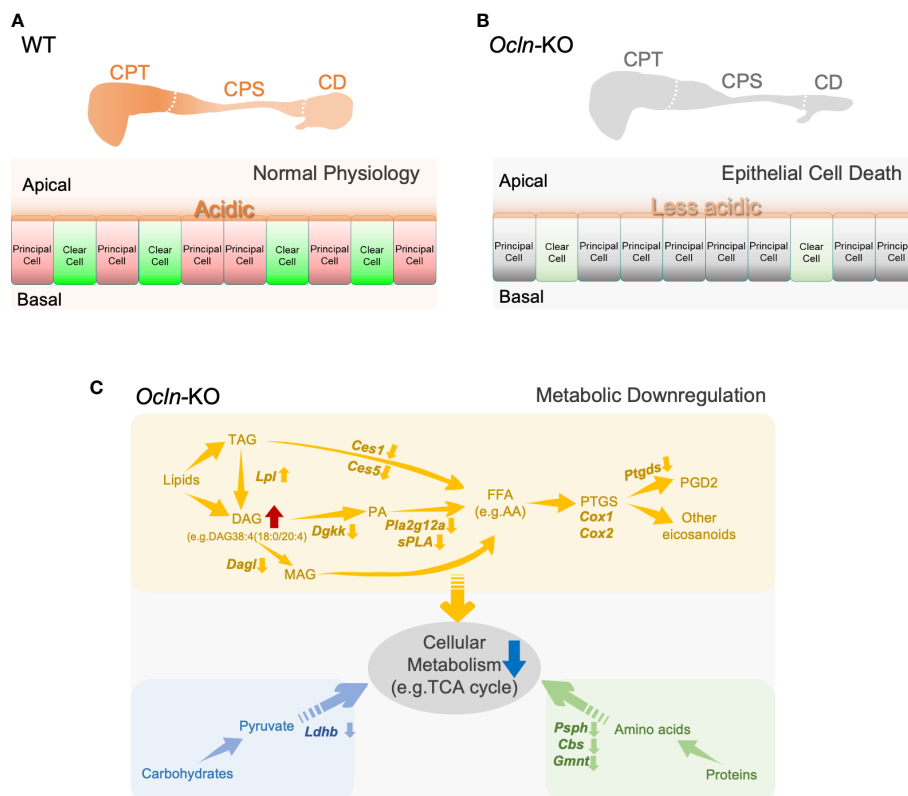 A
WT
CPT
CPS
CD
Normal Physiology
Apical
Acidic
Principal
Cell
Clear
Cell
Principal
Cell
Clear
Cell
Principal
Cell
Principal
Cell
Clear
Cell
Principal
Cell
Clear
Cell
Principal
Cell
Basal
B
Ocln-KO
CPT
CPS
CD
Epithelial Cell Death
Apical
Less acidic
Principal
Cell
Clear
Cell
Principal
Cell
Principal
Cell
Principal
Cell
Principal
Cell
Principal
Cell
Clear
Cell
Principal
Cell
Principal
Cell
Basal
C
Ocln-KO
Metabolic Downregulation
TAG
Ces1
Ces5
Lipids
Lpl
Ptgds
PGD2
FFA
(e.g.AA)
PTGS
Cox1
Cox2
Other
eicosanoids
DAG
(e.g.DAG38:4(18:0/20:4)
PA
Dgkk
Pla2g12a
sPLA
Dagl
MAG
Cellular
Metabolism
(e.g.TCA cycle)
Pyruvate
Ldhb
Carbohydrates
Psph
Cbs
Gmnt
Amino acids
Proteins